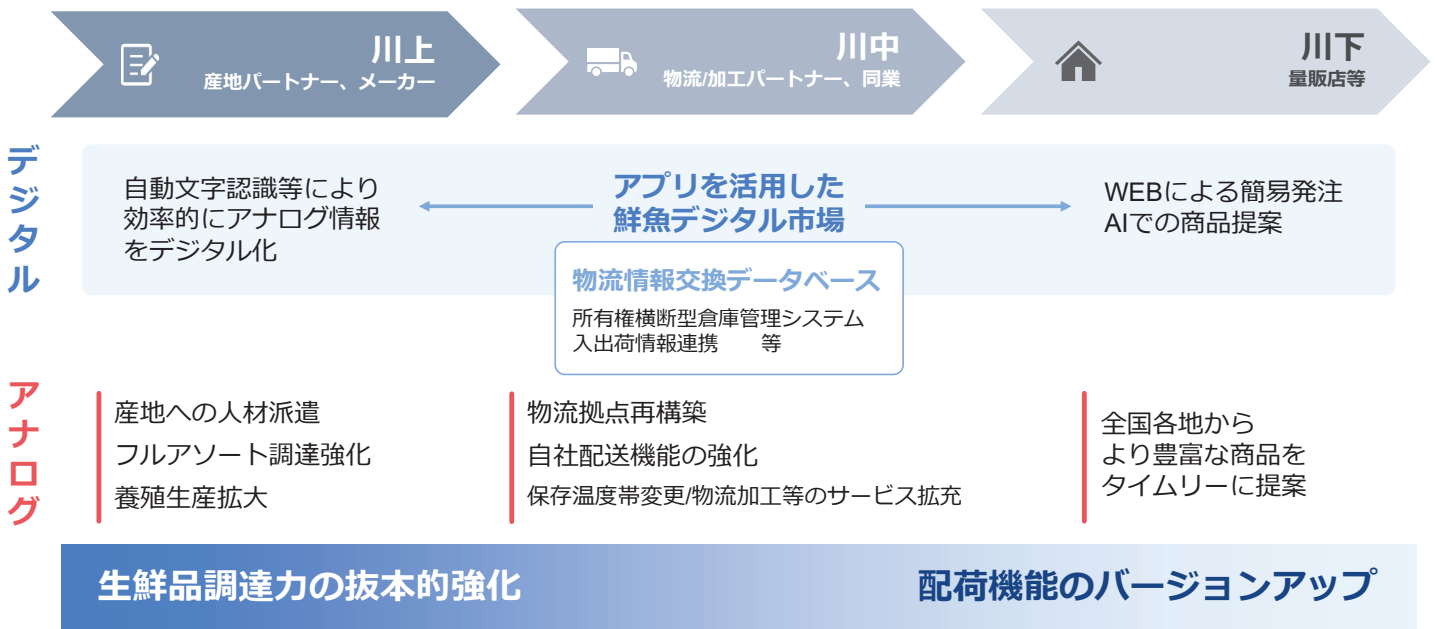 川上
産地パートナー、メーカー
川中
物流/加工パートナー、同業
川下
量販店等
デジタル
自動文字認識等により
効率的にアナログ情報
をデジタル化
アプリを活用した
鮮魚デジタル市場
WEBによる簡易発注
AIでの商品提案
物流情報交換データベース
所有権横断型倉庫管理システム
入出荷情報連携　　等
アナログ
産地への人材派遣
フルアソート調達強化
養殖生産拡大
物流拠点再構築
自社配送機能の強化
保存温度帯変更/物流加工等のサービス拡充
全国各地から
より豊富な商品を
タイムリーに提案
生鮮品調達力の抜本的強化
配荷機能のバージョンアップ